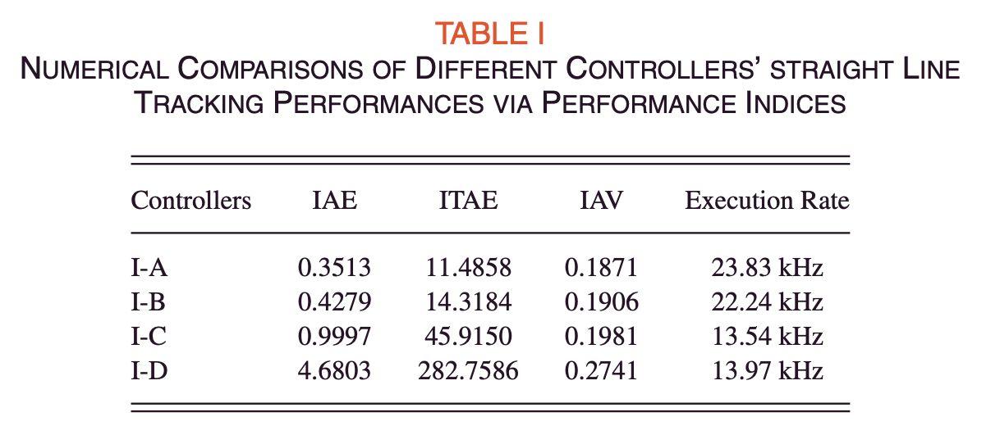 TABLE I
NUMERICAL COMPARISONS OF DIFFERENT CONTROLLERS' STRAIGHT LINE
TRACKING PERFORMANCES VIA PERFORMANCE INDICES
Controllers IAE ITAE IAV Execution Rate
I-A 0.3513 11.4858 0.1871 23.83 kHz
I-B 0.4279 14.3184 0.1906 22.24 kHz
I-C 0.9997 45.9150 0.1981 13.54 kHz
I-D 4.6803 282.7586 0.2741 13.97 kHz